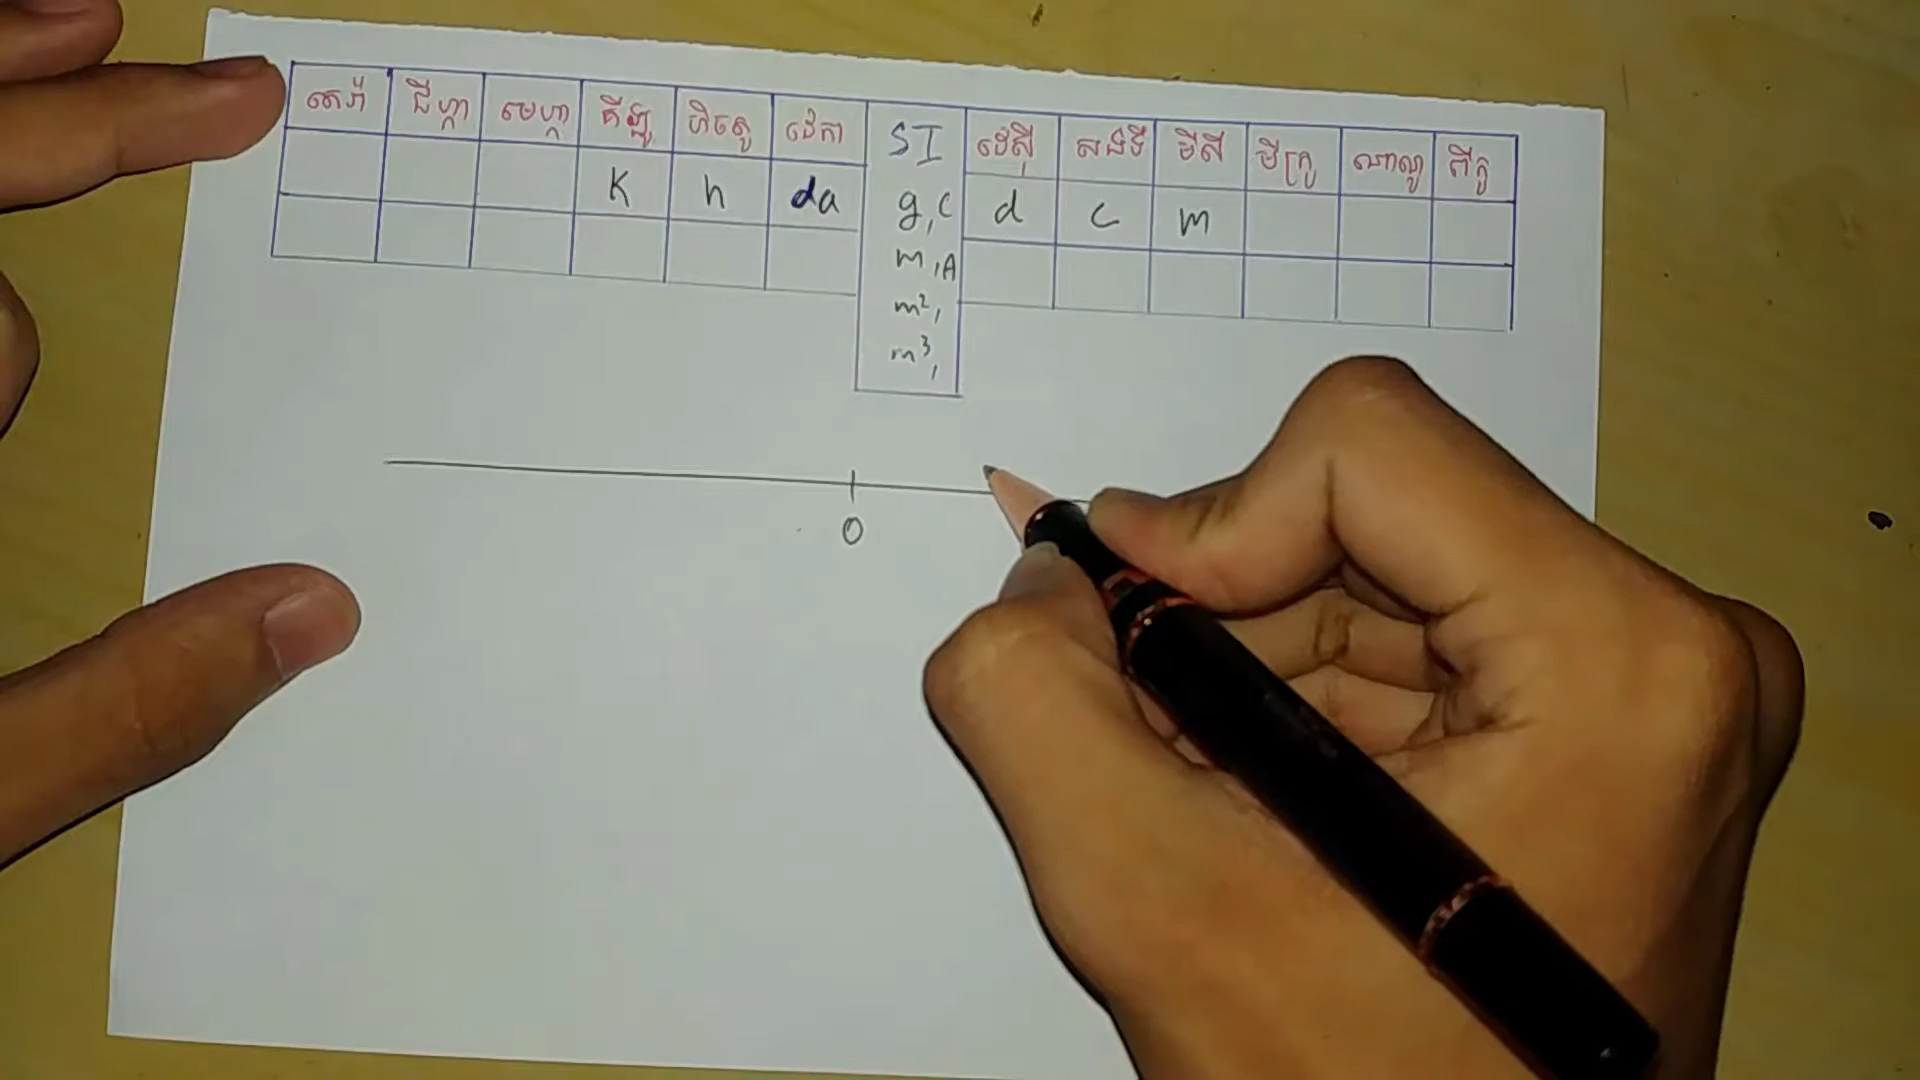 តេរ៉ា ជីហ្គា មេហ្គា គីឡូ ហិចតូ ដេកា SI ទេស៊ី សង់ទី មីលី មីក្រូ ណាណូ ពីកូ
K h da g,c d c m
m,A
m²,
m³,
0